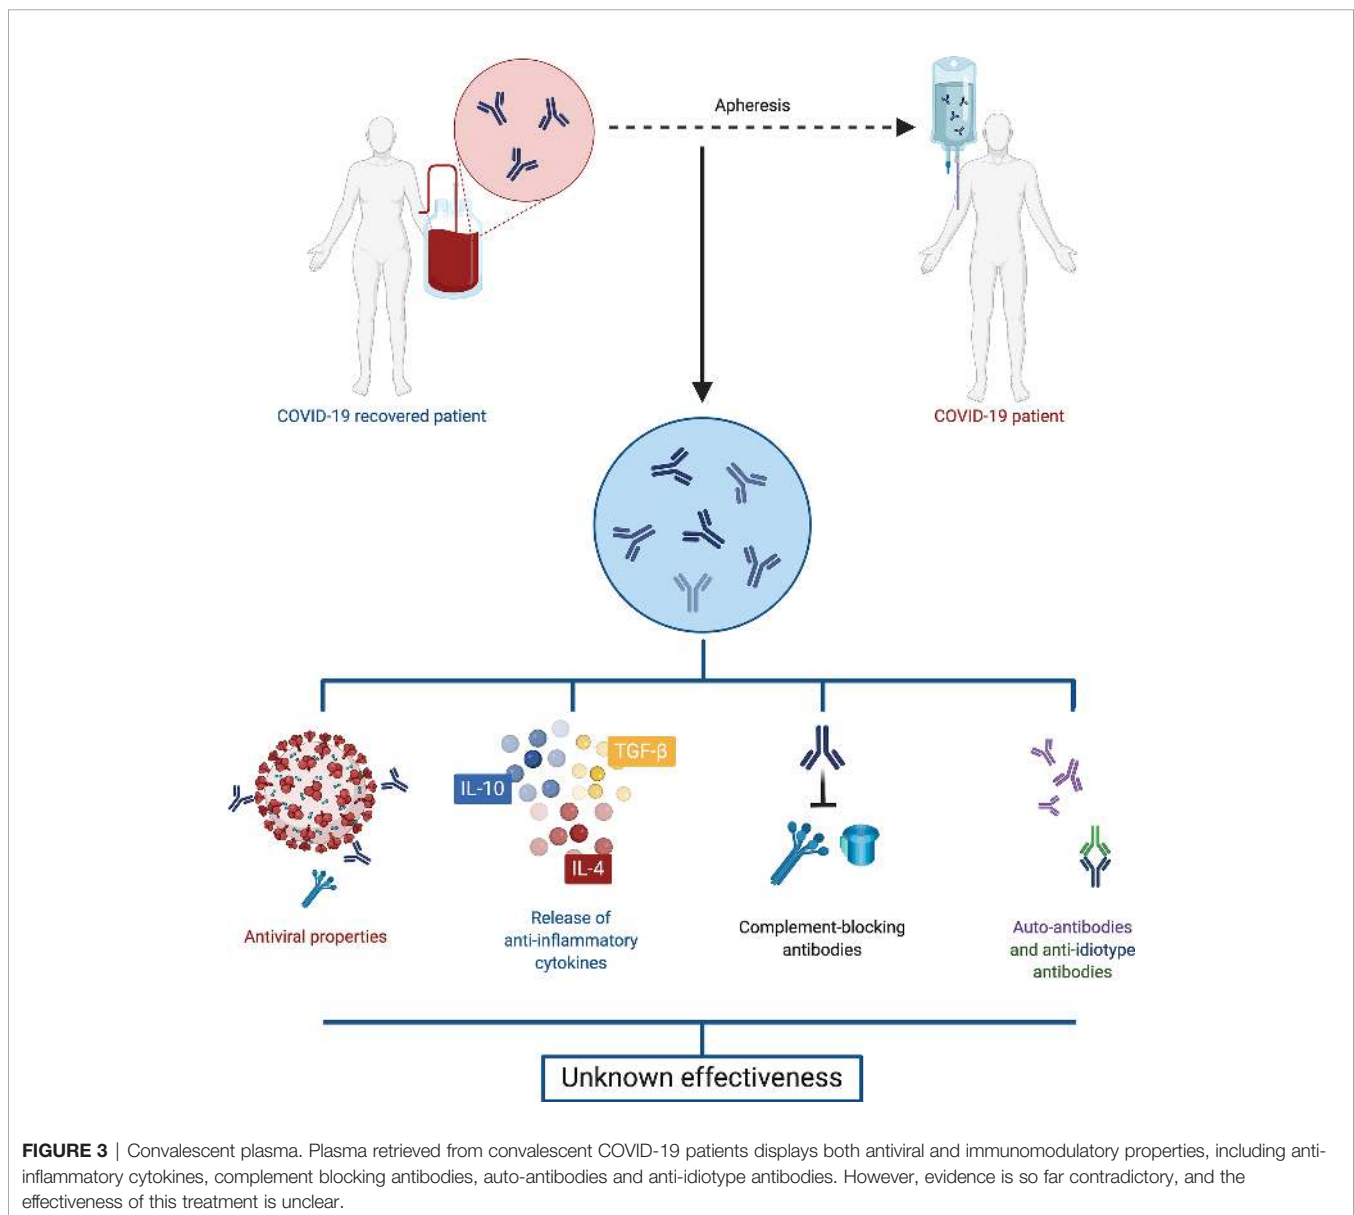 Apheresis
COVID-19 recovered patient
COVID-19 patient
TGF-β
IL-10
IL-4
Antiviral properties
Release of
anti-inflammatory
cytokines
Complement-blocking
antibodies
Auto-antibodies
and anti-idiotype
antibodies
Unknown effectiveness
FIGURE 3 | Convalescent plasma. Plasma retrieved from convalescent COVID-19 patients displays both antiviral and immunomodulatory properties, including anti-
inflammatory cytokines, complement blocking antibodies, auto-antibodies and anti-idiotype antibodies. However, evidence is so far contradictory, and the
effectiveness of this treatment is unclear.